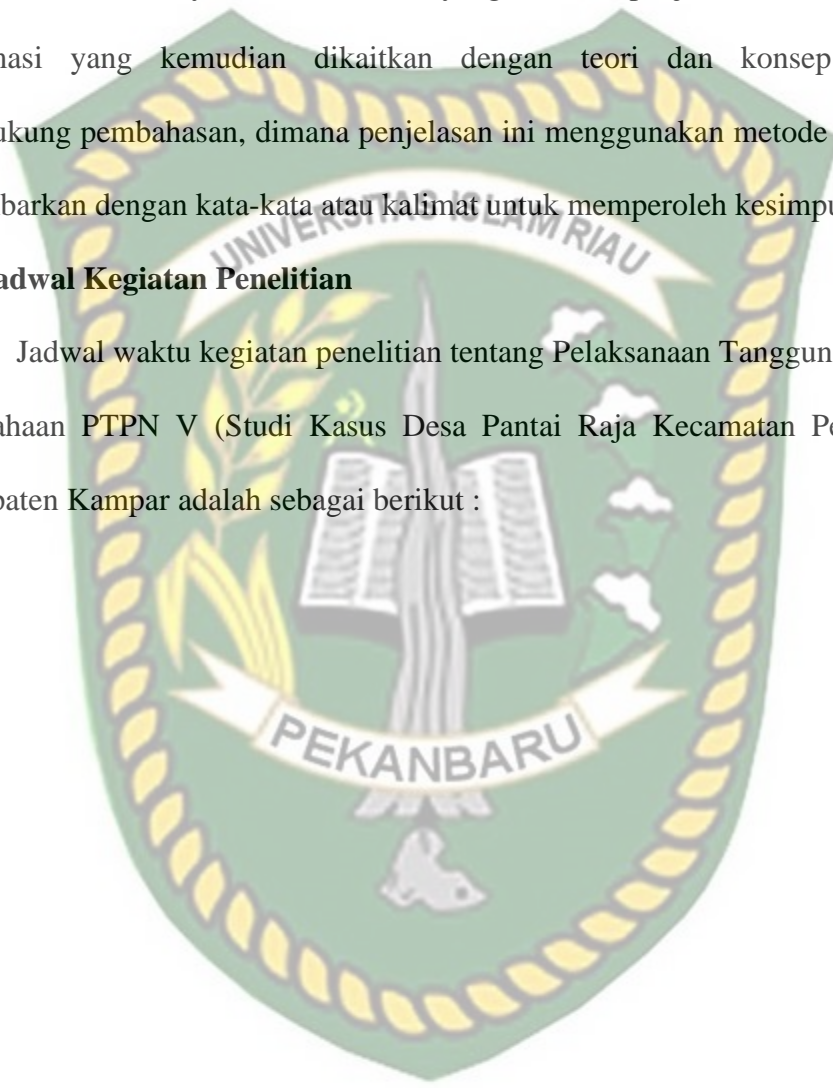 yang
masi yang kemudian dikaitkan dengan teori dan konsep
ukung pembahasan, dimana penjelasan ini menggunakan metode
barkan dengan kata-kata atau kalimat untuk memperoleh kesimpu
adwal Kegiatan Penelitian
Jadwal waktu kegiatan penelitian tentang Pelaksanaan Tanggun
ahaan PTPN V (Studi Kasus Desa Pantai Raja Kecamatan Pe
paten Kampar adalah sebagai berikut :
UNIVERSITAS ISLAM RIAU
PEKANBARU